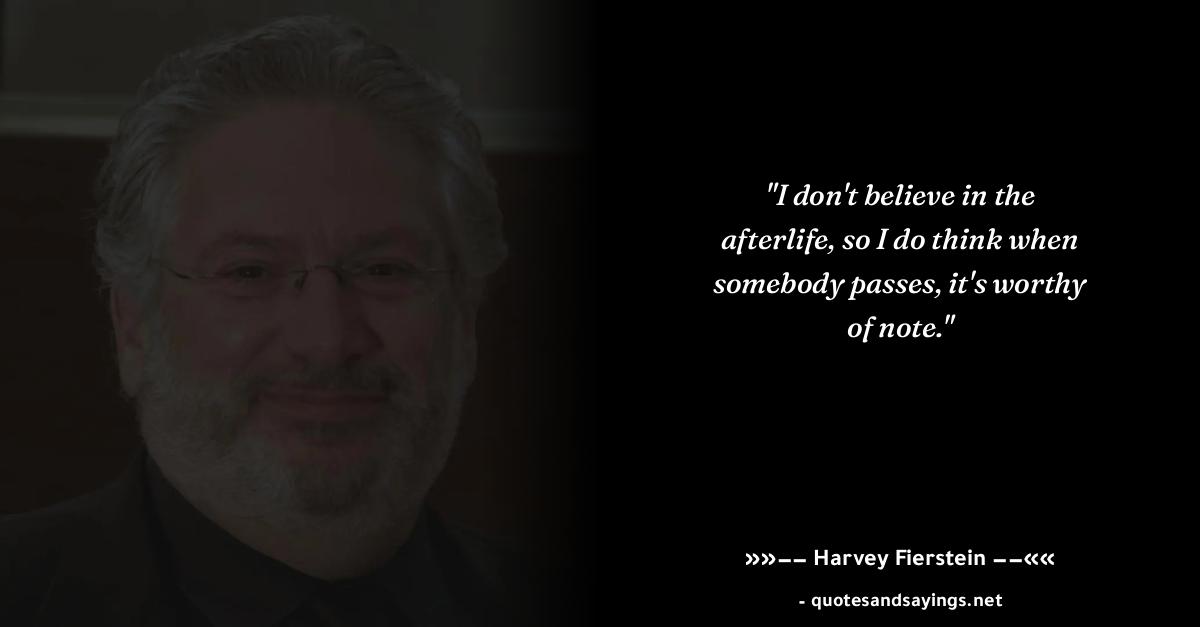 "I don't believe in the
afterlife, so I do think when
somebody passes, it's worthy
of note."
»»−− Harvey Fierstein −−««
- quotesandsayings.net